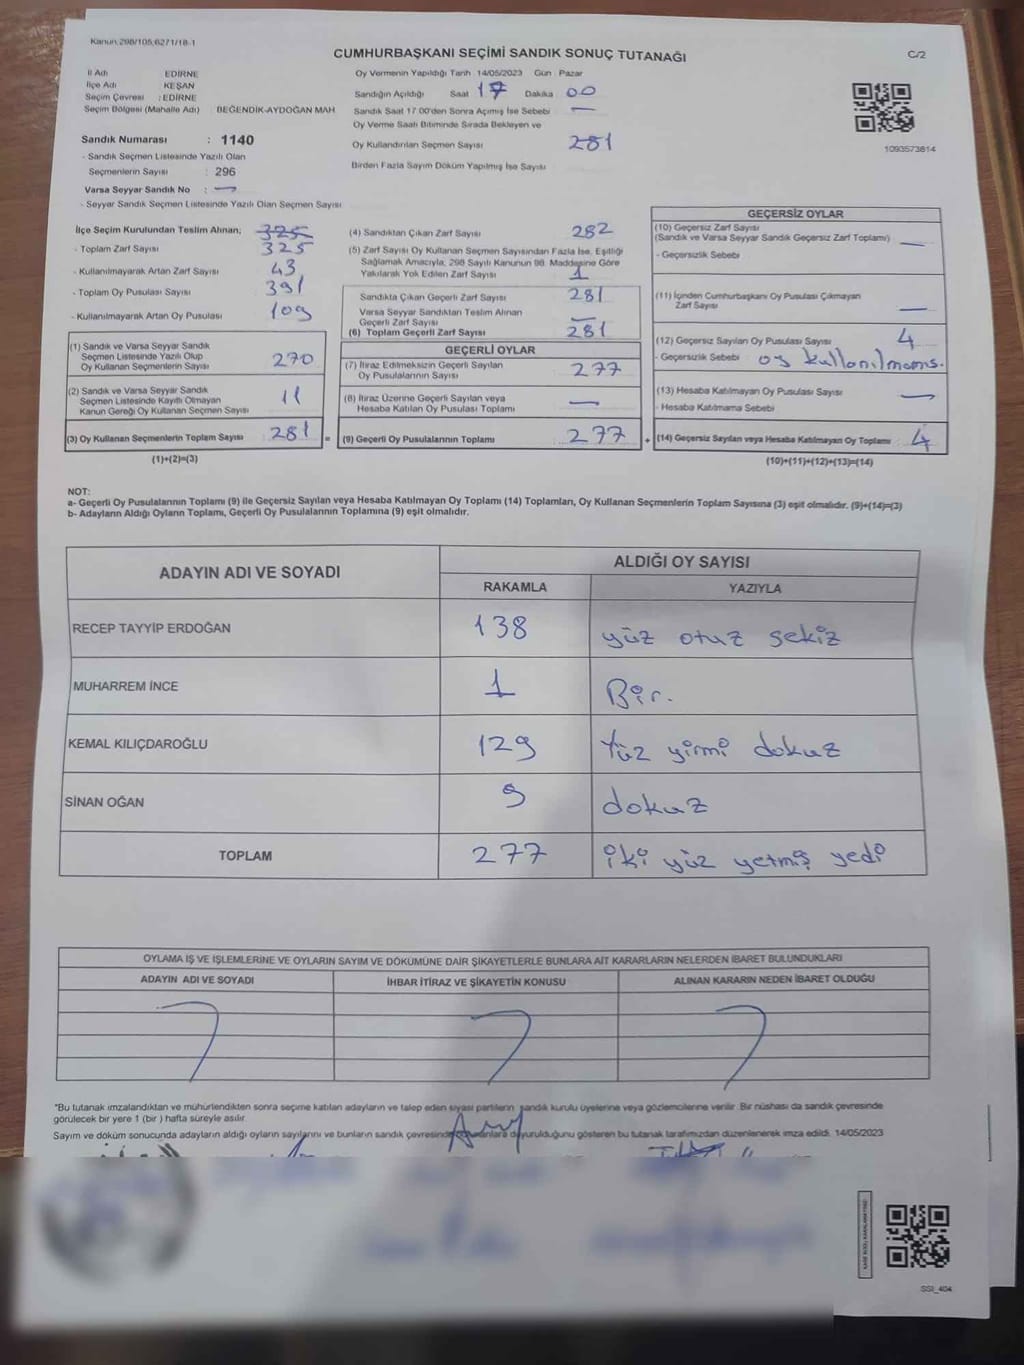 Kanun:298/105,6271/18-1
CUMHURBAŞKANI SEÇİMİ SANDIK SONUÇ TUTANAĞI
C/2
İl Adı EDİRNE
İlçe Adı KEŞAN
Seçim Çevresi : EDİRNE
Seçim Bölgesi (Mahalle Adı) : BEĞENDİK-AYDOĞAN MAH.
Sandık Numarası : 1140
- Sandık Seçmen Listesinde Yazılı Olan
Seçmenlerin Sayısı : 296
Varsa Seyyar Sandık No : —
- Seyyar Sandık Seçmen Listesinde Yazılı Olan Seçmen Sayısı
Oy Vermenin Yapıldığı Tarih 14/05/2023 Gün : Pazar
Sandığın Açıldığı Saat 17 Dakika 00
Sandık Saat 17.00'den Sonra Açılmış İse Sebebi —
Oy Verme Saati Bitiminde Sırada Bekleyen ve
Oy Kullandırılan Seçmen Sayısı 281
Birden Fazla Sayım Döküm Yapılmış İse Sayısı
1093573814
İlçe Seçim Kurulundan Teslim Alınan; 325
- Toplam Zarf Sayısı 325
- Kullanılmayarak Artan Zarf Sayısı 43
- Toplam Oy Pusulası Sayısı 391
- Kullanılmayarak Artan Oy Pusulası 109
(1) Sandık ve Varsa Seyyar Sandık
Seçmen Listesinde Yazılı Olup
Oy Kullanan Seçmenlerin Sayısı 270
(2) Sandık ve Varsa Seyyar Sandık
Seçmen Listesinde Kayıtlı Olmayan
Kanun Gereği Oy Kullanan Seçmen Sayısı 11
(3) Oy Kullanan Seçmenlerin Toplam Sayısı 281 =
(1)+(2)=(3)
(4) Sandıktan Çıkan Zarf Sayısı 282
(5) Zarf Sayısı Oy Kullanan Seçmen Sayısından Fazla İse, Eşitliği
Sağlamak Amacıyla, 298 Sayılı Kanunun 98. Maddesine Göre
Yakılarak Yok Edilen Zarf Sayısı 1
Sandıkta Çıkan Geçerli Zarf Sayısı 281
Varsa Seyyar Sandıktan Teslim Alınan
Geçerli Zarf Sayısı —
(6) Toplam Geçerli Zarf Sayısı 281
GEÇERLİ OYLAR
(7) İtiraz Edilmeksizin Geçerli Sayılan
Oy Pusulalarının Sayısı 277
(8) İtiraz Üzerine Geçerli Sayılan veya
Hesaba Katılan Oy Pusulası Toplamı —
(9) Geçerli Oy Pusulalarının Toplamı 277 +
GEÇERSİZ OYLAR
(10) Geçersiz Zarf Sayısı
(Sandık ve Varsa Seyyar Sandık Geçersiz Zarf Toplamı) —
- Geçersizlik Sebebi
(11) İçinden Cumhurbaşkanı Oy Pusulası Çıkmayan
Zarf Sayısı —
(12) Geçersiz Sayılan Oy Pusulası Sayısı 4
- Geçersizlik Sebebi oy kullanılmamış.
(13) Hesaba Katılmayan Oy Pusulası Sayısı —
- Hesaba Katılmama Sebebi
(14) Geçersiz Sayılan veya Hesaba Katılmayan Oy Toplamı 4
(10)+(11)+(12)+(13)=(14)
NOT:
a- Geçerli Oy Pusulalarının Toplamı (9) ile Geçersiz Sayılan veya Hesaba Katılmayan Oy Toplamı (14) Toplamları, Oy Kullanan Seçmenlerin Toplam Sayısına (3) eşit olmalıdır. (9)+(14)=(3)
b- Adayların Aldığı Oyların Toplamı, Geçerli Oy Pusulalarının Toplamına (9) eşit olmalıdır.
ADAYIN ADI VE SOYADI
ALDIĞI OY SAYISI
RAKAMLA YAZIYLA
RECEP TAYYİP ERDOĞAN 138 yüz otuz sekiz
MUHARREM İNCE 1 Bir.
KEMAL KILIÇDAROĞLU 129 Yüz yirmi dokuz
SİNAN OĞAN 9 dokuz
TOPLAM 277 iki yüz yetmiş yedi
OYLAMA İŞ VE İŞLEMLERİNE VE OYLARIN SAYIM VE DÖKÜMÜNE DAİR ŞİKAYETLERLE BUNLARA AİT KARARLARIN NELERDEN İBARET BULUNDUKLARI
ADAYIN ADI VE SOYADI İHBAR İTİRAZ VE ŞİKAYETİN KONUSU ALINAN KARARIN NEDEN İBARET OLDUĞU
"Bu tutanak imzalandıktan ve mühürlendikten sonra seçime katılan adayların ve talep eden siyasi partilerin sandık kurulu üyelerine veya gözlemcilerine verilir. Bir nüshası da sandık çevresinde
görülecek bir yere 1 (bir) hafta süreyle asılır.
Sayım ve döküm sonucunda adayların aldığı oyların sayılarını ve bunların sandık çevresinde duyurulduğunu gösteren bu tutanak tarafımızdan düzenlenerek imza edildi. 14/05/2023
SSİ_404